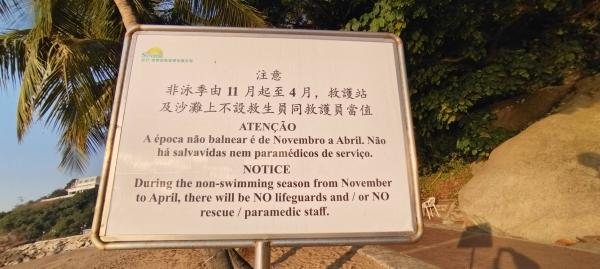 注意
非泳季由 11 月起至 4 月，救護站
及沙灘上不設救生員同救護員當值
ATENÇÃO
A época não balnear é de Novembro a Abril. Não
há salvavidas nem paramédicos de serviço.
NOTICE
During the non-swimming season from November
to April, there will be NO lifeguards and / or NO
rescue / paramedic staff.